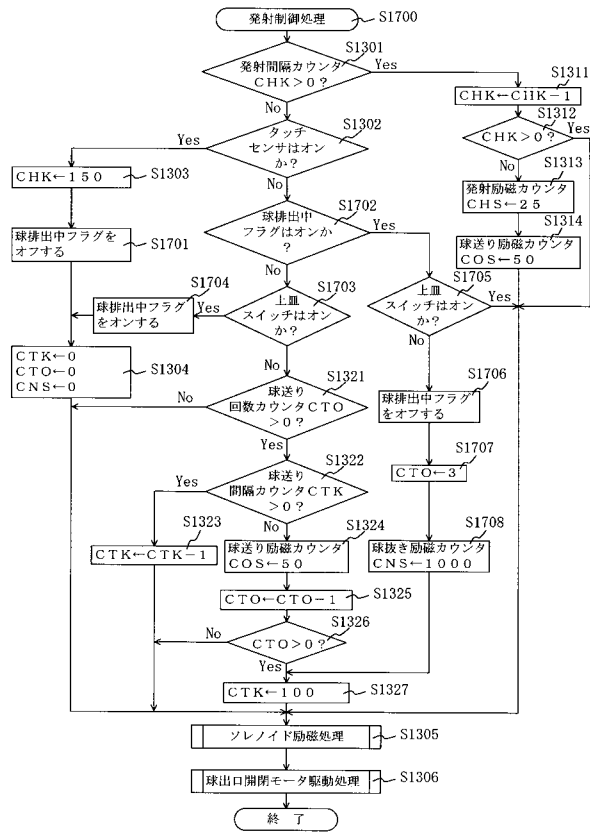 発射制御処理
S1700
発射間隔カウンタ
CHK>0?
S1301
Yes
No
CHK←CHK-1
S1311
CHK>0?
S1312
Yes
No
タッチ
センサはオン
か?
S1302
Yes
No
CHK←150
S1303
発射励磁カウンタ
CHS←25
S1313
球排出中フラグを
オフする
S1701
球排出中
フラグはオンか
?
S1702
Yes
No
球送り励磁カウンタ
COS←50
S1314
球排出中フラグ
をオンする
S1704
Yes
上皿
スイッチはオン
か?
S1703
No
上皿
スイッチはオン
か?
S1705
Yes
No
CTK←0
CTO←0
CNS←0
S1304
球送り
回数カウンタCTO
>0?
S1321
No
Yes
球排出中フラグ
をオフする
S1706
球送り
間隔カウンタCTK
>0?
S1322
Yes
No
CTO←3
S1707
CTK←CTK-1
S1323
球送り励磁カウンタ
COS←50
S1324
球抜き励磁カウンタ
CNS←1000
S1708
CTO←CTO-1
S1325
CTO>0?
S1326
No
Yes
CTK←100
S1327
ソレノイド励磁処理
S1305
球出口開閉モータ駆動処理
S1306
終 了